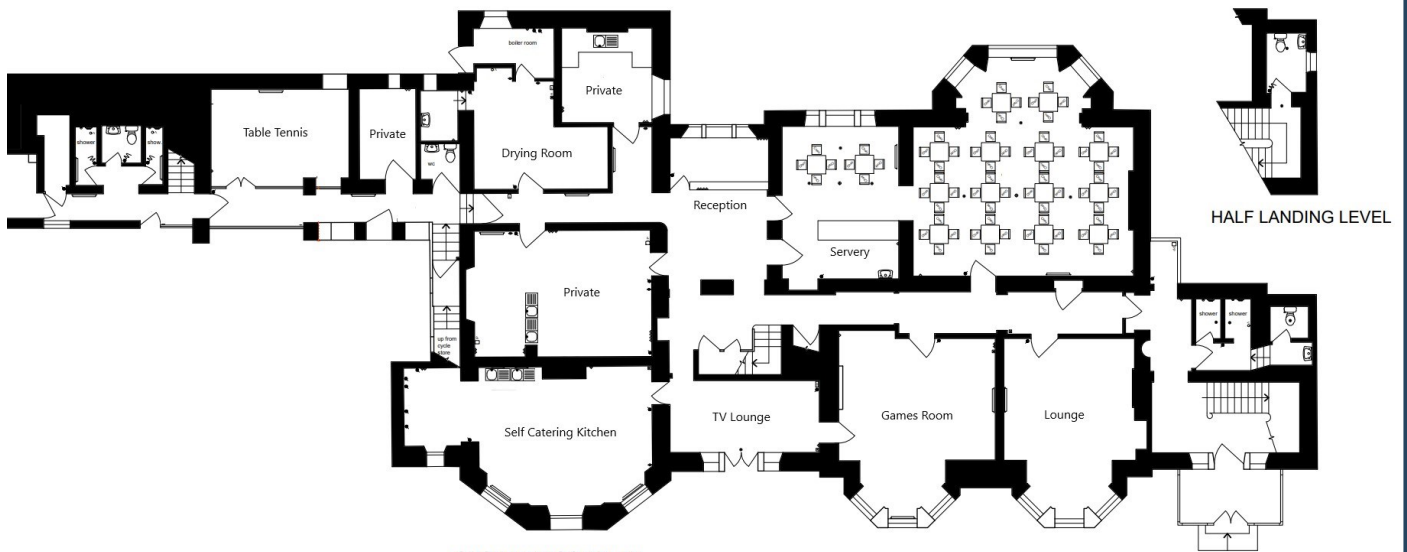 boiler room
Private
Table Tennis
Private
Drying Room
shower
show
wc
Reception
HALF LANDING LEVEL
Servery
Private
shower
shower
up from
cycle
store
TV Lounge
Games Room
Lounge
Self Catering Kitchen